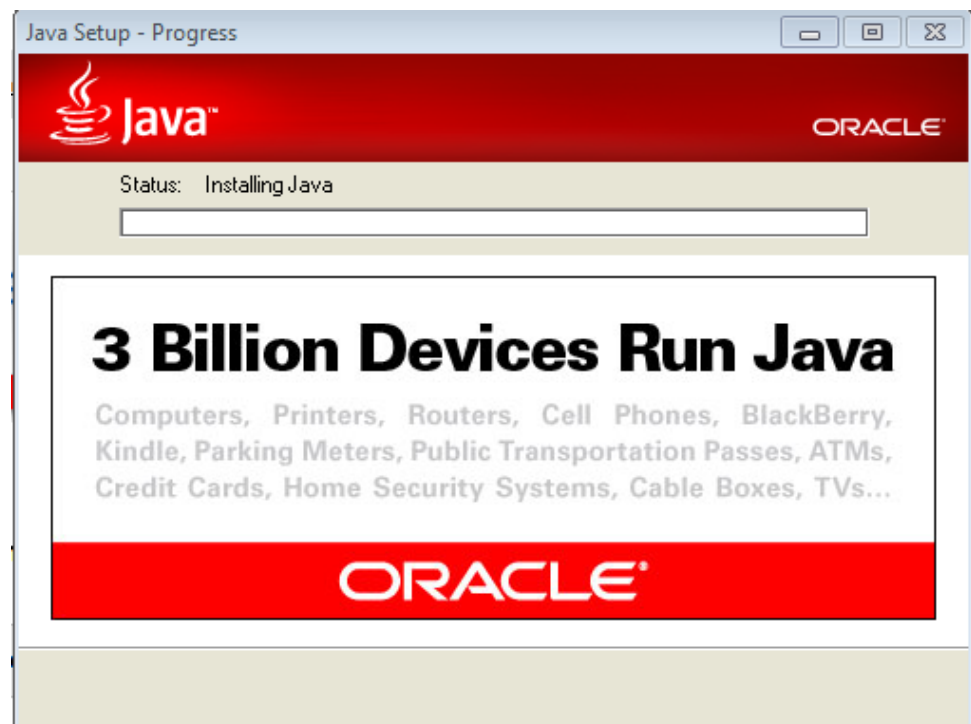 Java Setup - Progress
Java™
ORACLE®
Status: Installing Java
3 Billion Devices Run Java
Computers, Printers, Routers, Cell Phones, BlackBerry,
Kindle, Parking Meters, Public Transportation Passes, ATMs,
Credit Cards, Home Security Systems, Cable Boxes, TVs...
ORACLE®